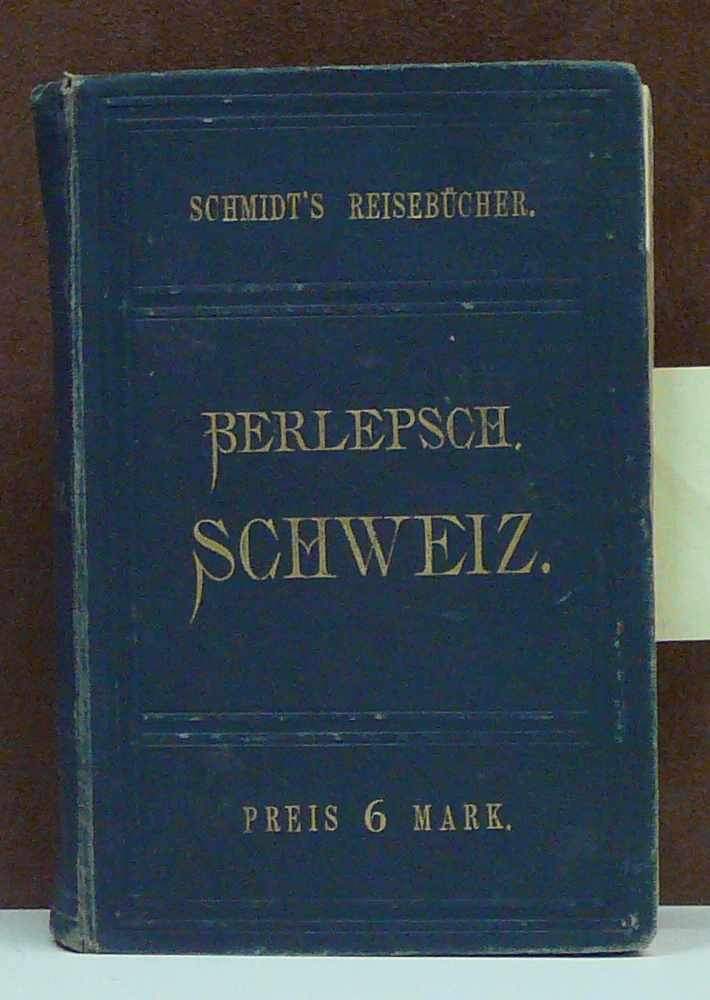 SCHMIDT'S REISEBÜCHER.
BERLEPSCH.
SCHWEIZ.
PREIS 6 MARK.